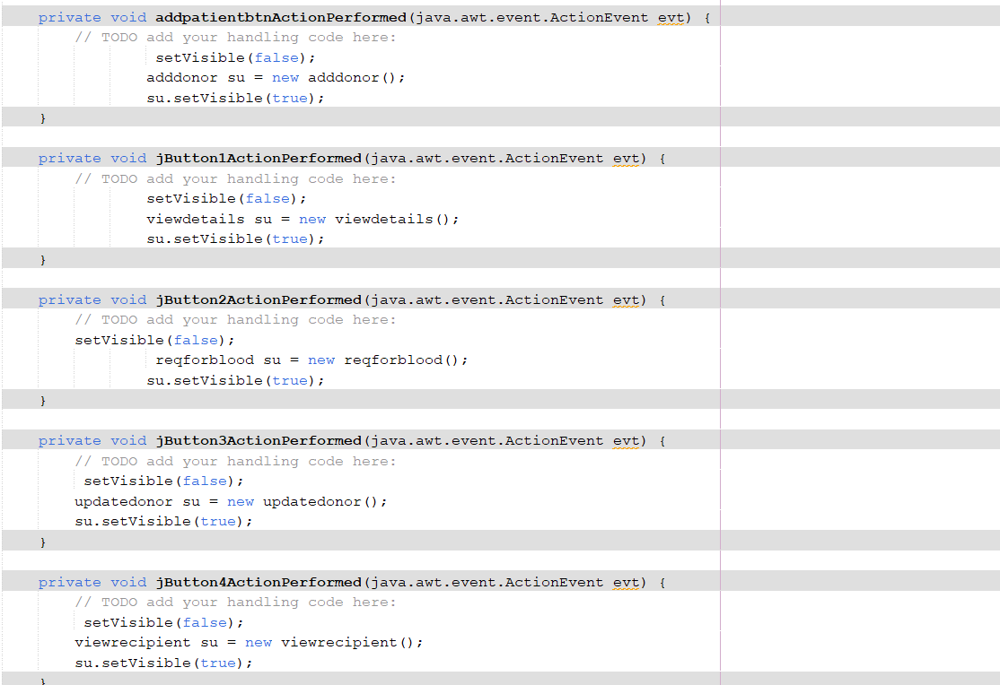 private void addpatientbtnActionPerformed(java.awt.event.ActionEvent evt) {
// TODO add your handling code here:
setVisible(false);
adddonor su = new adddonor();
su.setVisible(true);
}
private void jButton1ActionPerformed(java.awt.event.ActionEvent evt) {
// TODO add your handling code here:
setVisible(false);
viewdetails su = new viewdetails();
su.setVisible(true);
}
private void jButton2ActionPerformed(java.awt.event.ActionEvent evt) {
// TODO add your handling code here:
setVisible(false);
reqforblood su = new reqforblood();
su.setVisible(true);
}
private void jButton3ActionPerformed(java.awt.event.ActionEvent evt) {
// TODO add your handling code here:
setVisible(false);
updatedonor su = new updatedonor();
su.setVisible(true);
}
private void jButton4ActionPerformed(java.awt.event.ActionEvent evt) {
// TODO add your handling code here:
setVisible(false);
viewrecipient su = new viewrecipient();
su.setVisible(true);
}